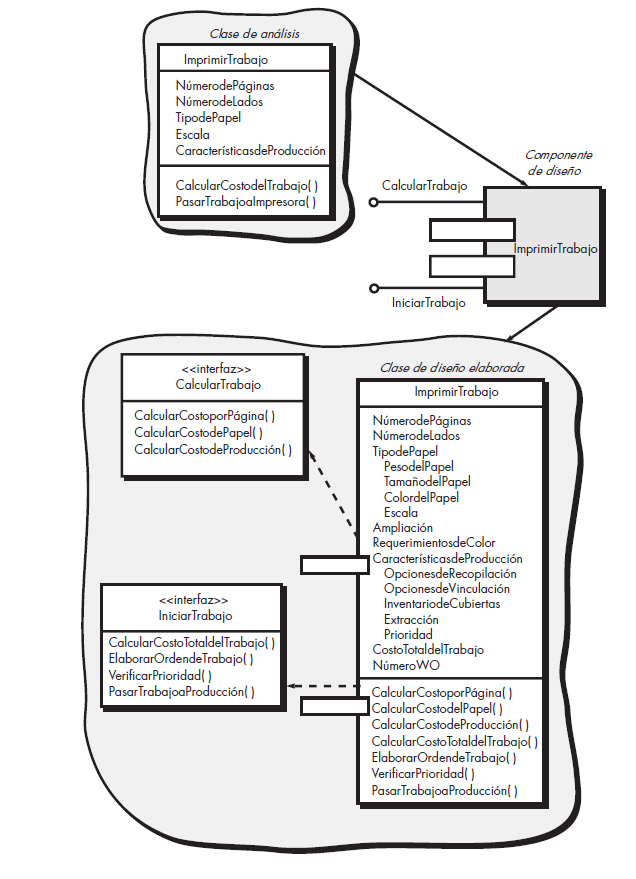 Clase de análisis
ImprimirTrabajo
NúmerodePáginas
NúmerodeLados
TipodePapel
Escala
CaracterísticasdeProducción
CalcularCostodelTrabajo( )
PasarTrabajoaImpresora( )
Componente
de diseño
CalcularTrabajo
ImprimirTrabajo
IniciarTrabajo
<<interfaz>>
CalcularTrabajo
CalcularCostoporPágina( )
CalcularCostodePapel( )
CalcularCostodeProducción( )
<<interfaz>>
IniciarTrabajo
CalcularCostoTotaldelTrabajo( )
ElaborarOrdendeTrabajo( )
VerificarPrioridad( )
PasarTrabajoaProducción( )
Clase de diseño elaborada
ImprimirTrabajo
NúmerodePáginas
NúmerodeLados
TipodePapel
PesodelPapel
TamañodelPapel
ColordelPapel
Escala
Ampliación
RequerimientosdeColor
CaracterísticasdeProducción
OpcionesdeRecopilación
OpcionesdeVinculación
InventariodeCubiertas
Extracción
Prioridad
CostoTotaldelTrabajo
NúmeroWO
CalcularCostoporPágina( )
CalcularCostodelPapel( )
CalcularCostodeProducción( )
CalcularCostoTotaldelTrabajo( )
ElaborarOrdendeTrabajo( )
VerificarPrioridad( )
PasarTrabajoaProducción( )